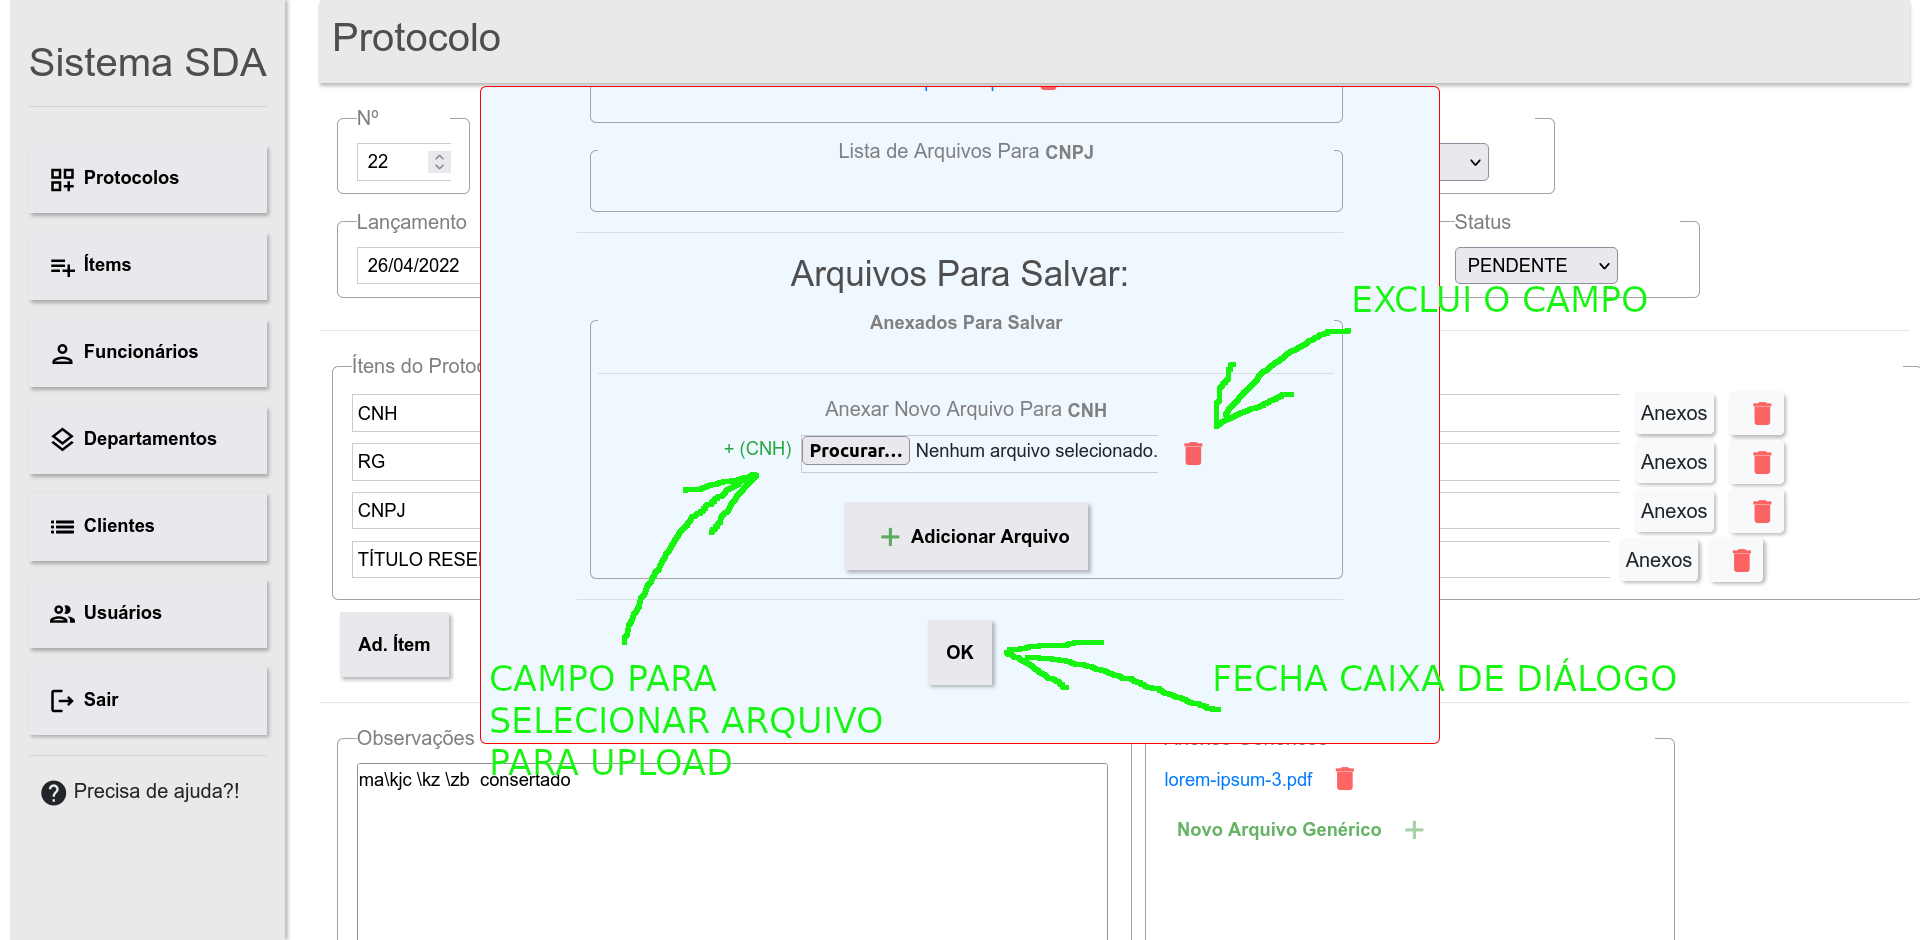 Sistema SDA
Protocolos
Ítems
Funcionários
Departamentos
Clientes
Usuários
Sair
Precisa de ajuda?!
Protocolo
Nº
22
Lançamento
26/04/2022
Status
PENDENTE
Lista de Arquivos Para CNPJ
Arquivos Para Salvar:
Anexados Para Salvar
EXCLUI O CAMPO
Anexar Novo Arquivo Para CNH
+ (CNH) Procurar... Nenhum arquivo selecionado.
Adicionar Arquivo
OK
CAMPO PARA
SELECIONAR ARQUIVO
PARA UPLOAD
FECHA CAIXA DE DIÁLOGO
Ítens do Protoc
CNH
Anexos
RG
Anexos
CNPJ
Anexos
TÍTULO RESE
Anexos
Ad. Ítem
Observações
ma\kjc \kz \zb consertado
lorem-ipsum-3.pdf
Novo Arquivo Genérico